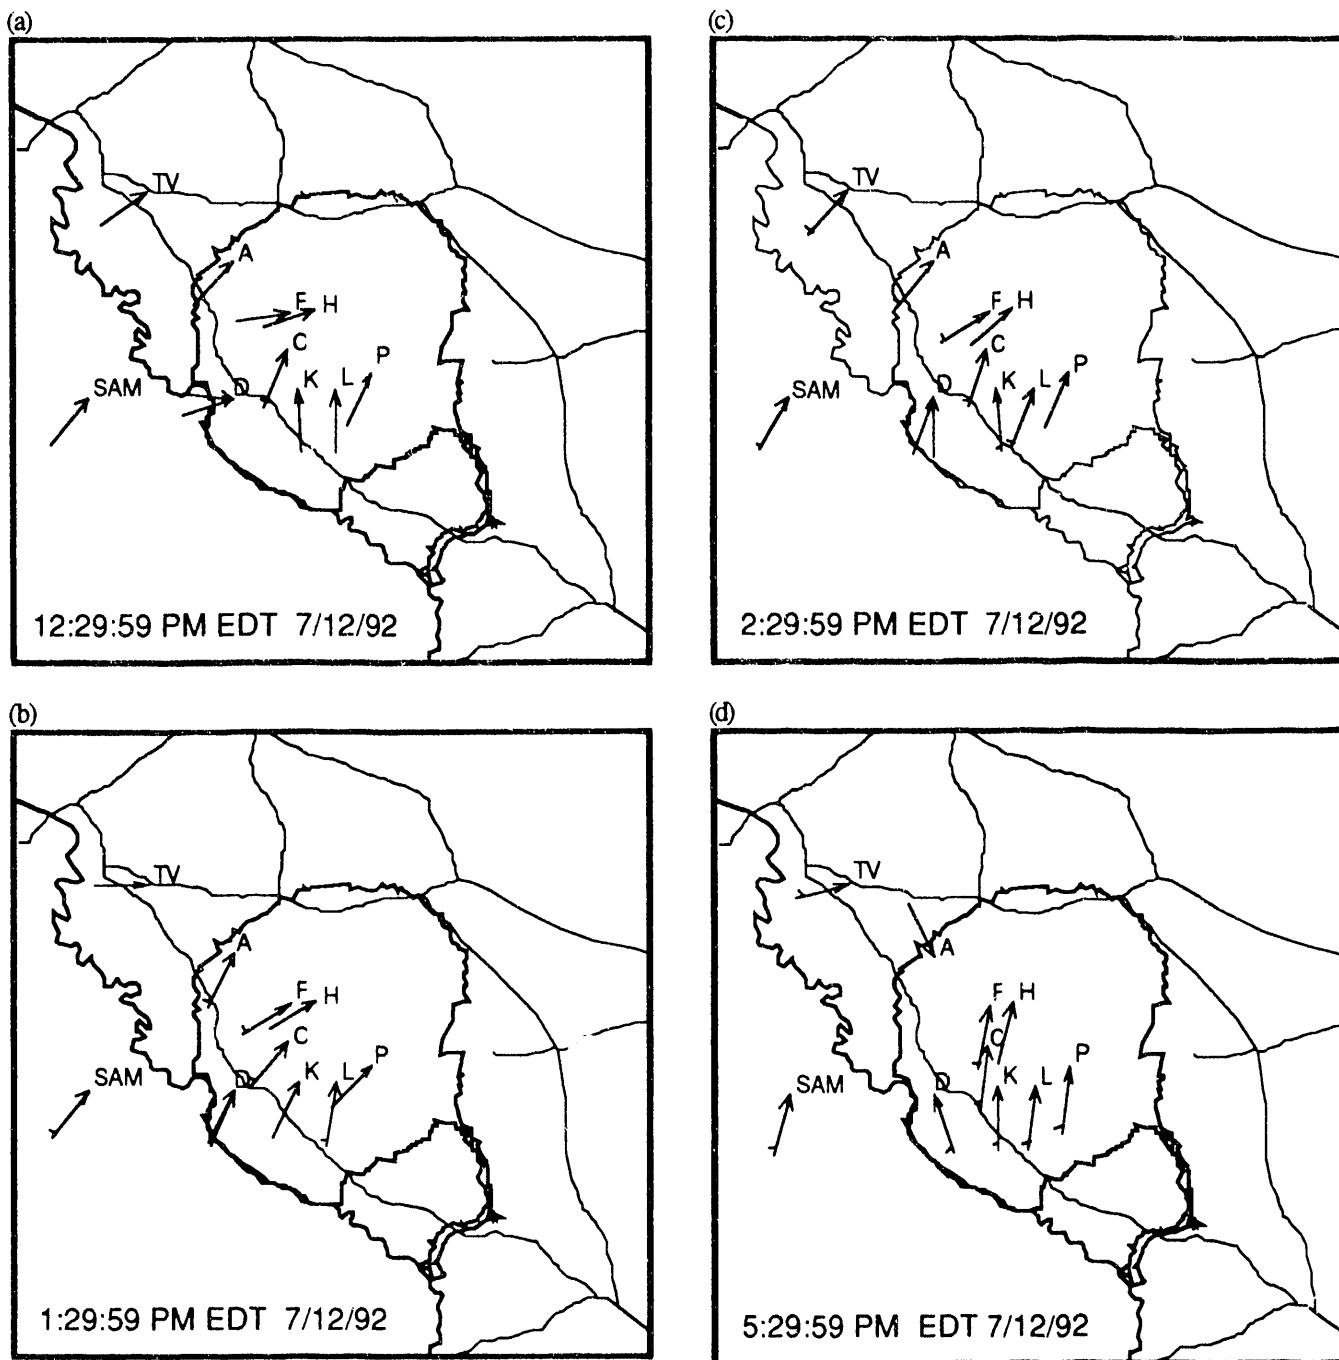 (a)
TV
A
F H
C
P
K L
D
SAM
12:29:59 PM EDT 7/12/92
(c)
TV
A
F H
C
P
K L
D
SAM
2:29:59 PM EDT 7/12/92
(b)
TV
A
F H
C
P
K L
D
SAM
1:29:59 PM EDT 7/12/92
(d)
TV
A
F H
C
P
K L
D
SAM
5:29:59 PM EDT 7/12/92